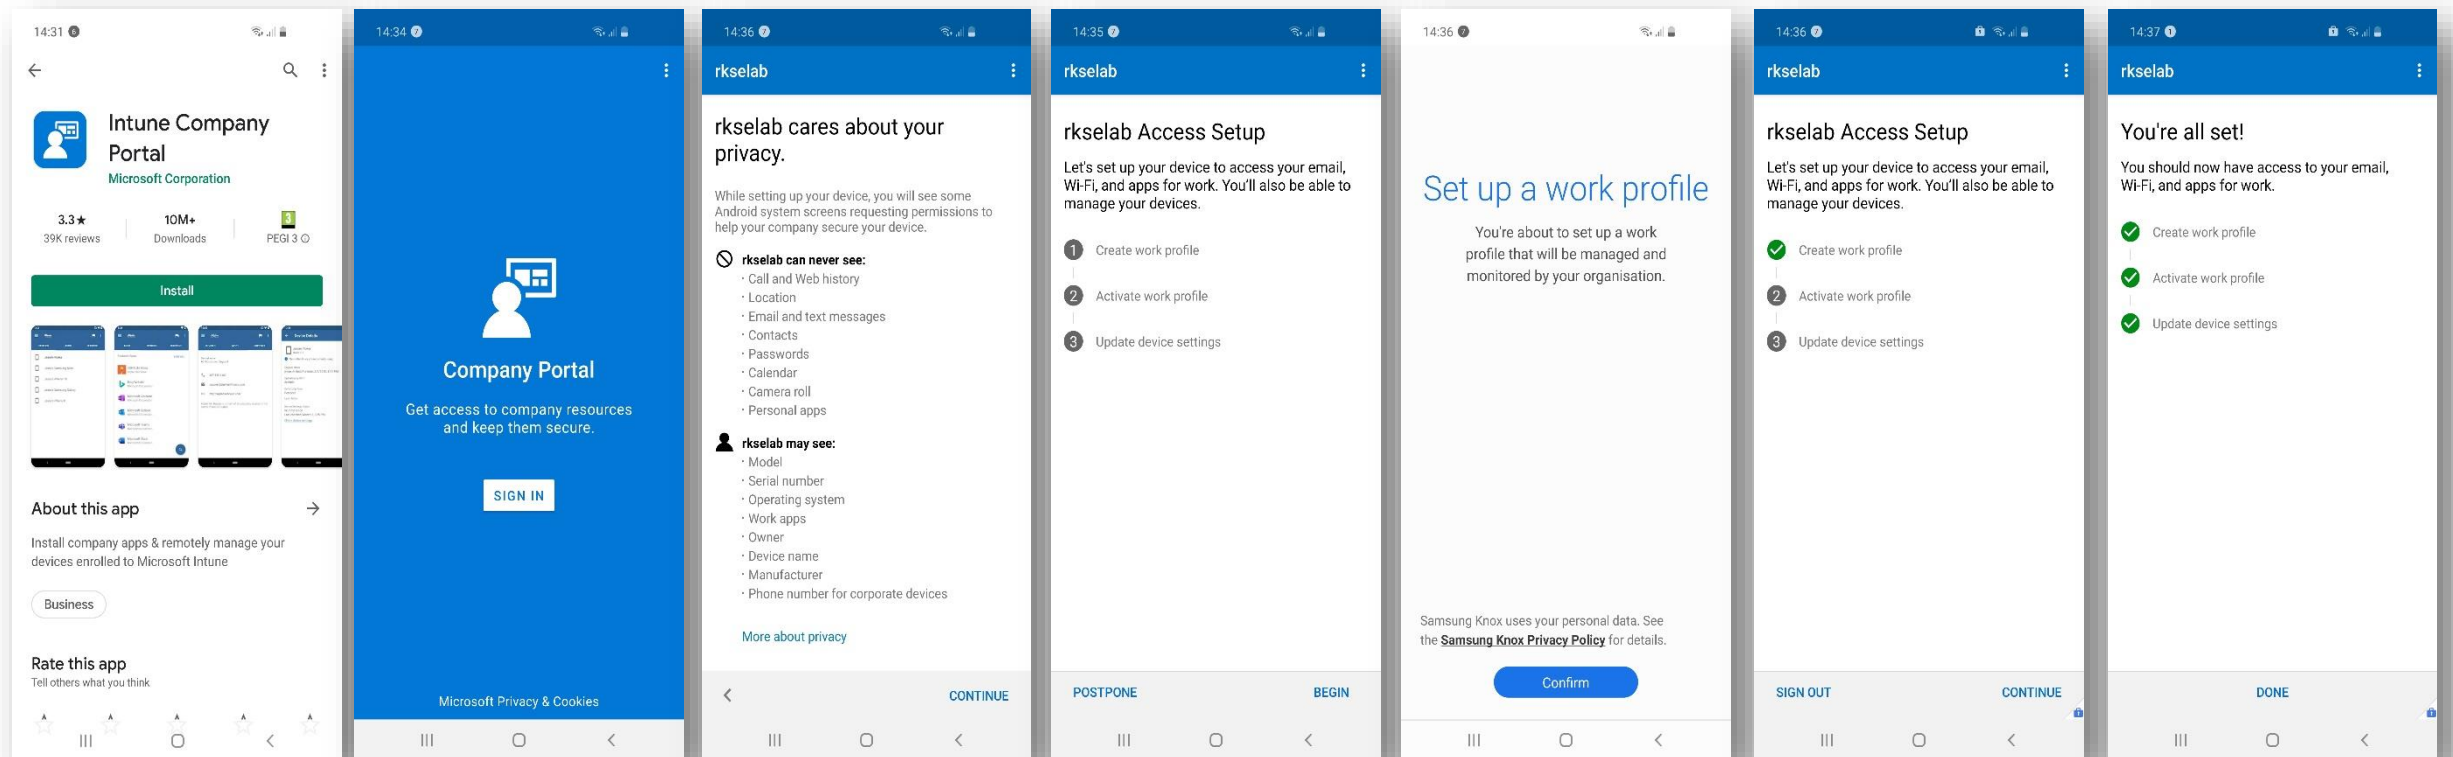 14:31 6
Intune Company
Portal
Microsoft Corporation
3.3★
39K reviews
10M+
Downloads
3
PEGI 3
Install
About this app
Install company apps & remotely manage your
devices enrolled to Microsoft Intune
Business
Rate this app
Tell others what you think
14:34 7
Company Portal
Get access to company resources
and keep them secure.
SIGN IN
Microsoft Privacy & Cookies
14:36 7
rkselab
rkselab cares about your
privacy.
While setting up your device, you will see some
Android system screens requesting permissions to
help your company secure your device.
rkselab can never see:
· Call and Web history
· Location
· Email and text messages
· Contacts
· Passwords
· Calendar
· Camera roll
· Personal apps
rkselab may see:
· Model
· Serial number
· Operating system
· Work apps
· Owner
· Device name
· Manufacturer
· Phone number for corporate devices
More about privacy
CONTINUE
14:35 7
rkselab
rkselab Access Setup
Let's set up your device to access your email,
Wi-Fi, and apps for work. You'll also be able to
manage your devices.
1 Create work profile
2 Activate work profile
3 Update device settings
POSTPONE
BEGIN
14:36 7
Set up a work profile
You're about to set up a work
profile that will be managed and
monitored by your organisation.
Samsung Knox uses your personal data. See
the Samsung Knox Privacy Policy for details.
Confirm
14:36 7
rkselab
rkselab Access Setup
Let's set up your device to access your email,
Wi-Fi, and apps for work. You'll also be able to
manage your devices.
Create work profile
2 Activate work profile
3 Update device settings
SIGN OUT
CONTINUE
14:37 1
rkselab
You're all set!
You should now have access to your email,
Wi-Fi, and apps for work.
Create work profile
Activate work profile
Update device settings
DONE